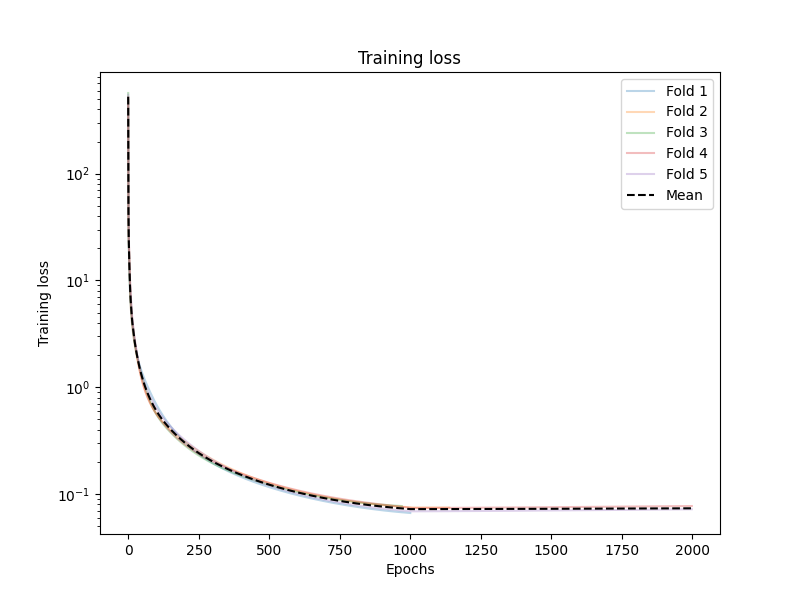 Training loss
Fold 1
Fold 2
Fold 3
Fold 4
Fold 5
Mean
Training loss
10²
10¹
10⁰
10⁻¹
0 250 500 750 1000 1250 1500 1750 2000
Epochs